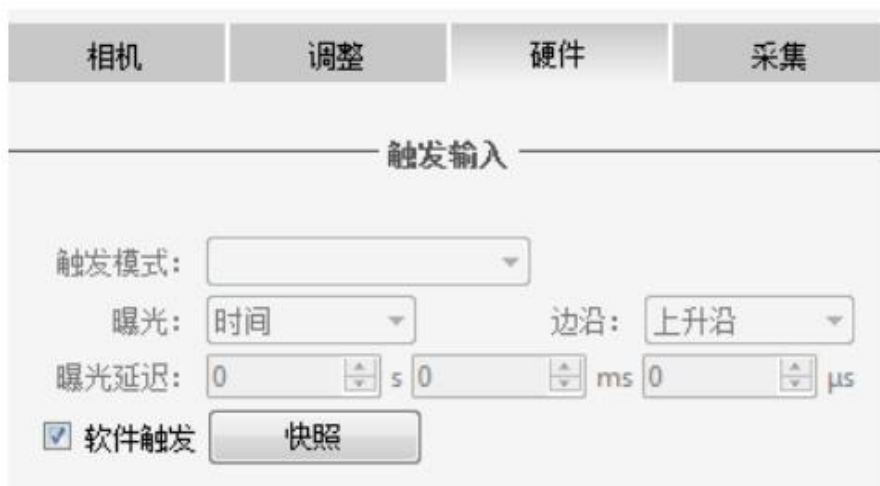 相机 调整 硬件 采集
触发输入
触发模式:
曝光: 时间 边沿: 上升沿
曝光延迟: 0 s 0 ms 0 μs
软件触发 快照